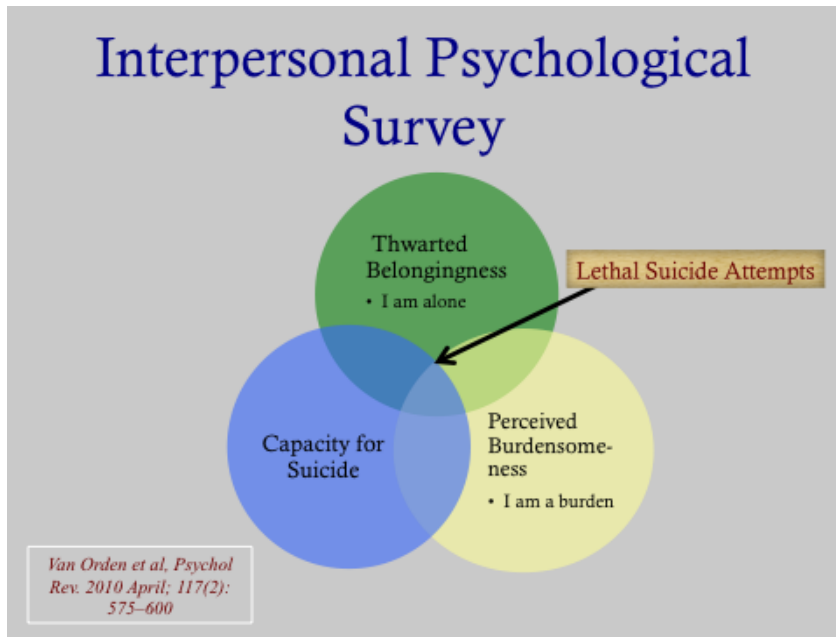 Interpersonal Psychological
Survey
Thwarted
Belongingness
• I am alone
Lethal Suicide Attempts
Capacity for
Suicide
Perceived
Burdensome-
ness
• I am a burden
Van Orden et al, Psychol
Rev. 2010 April; 117(2):
575–600